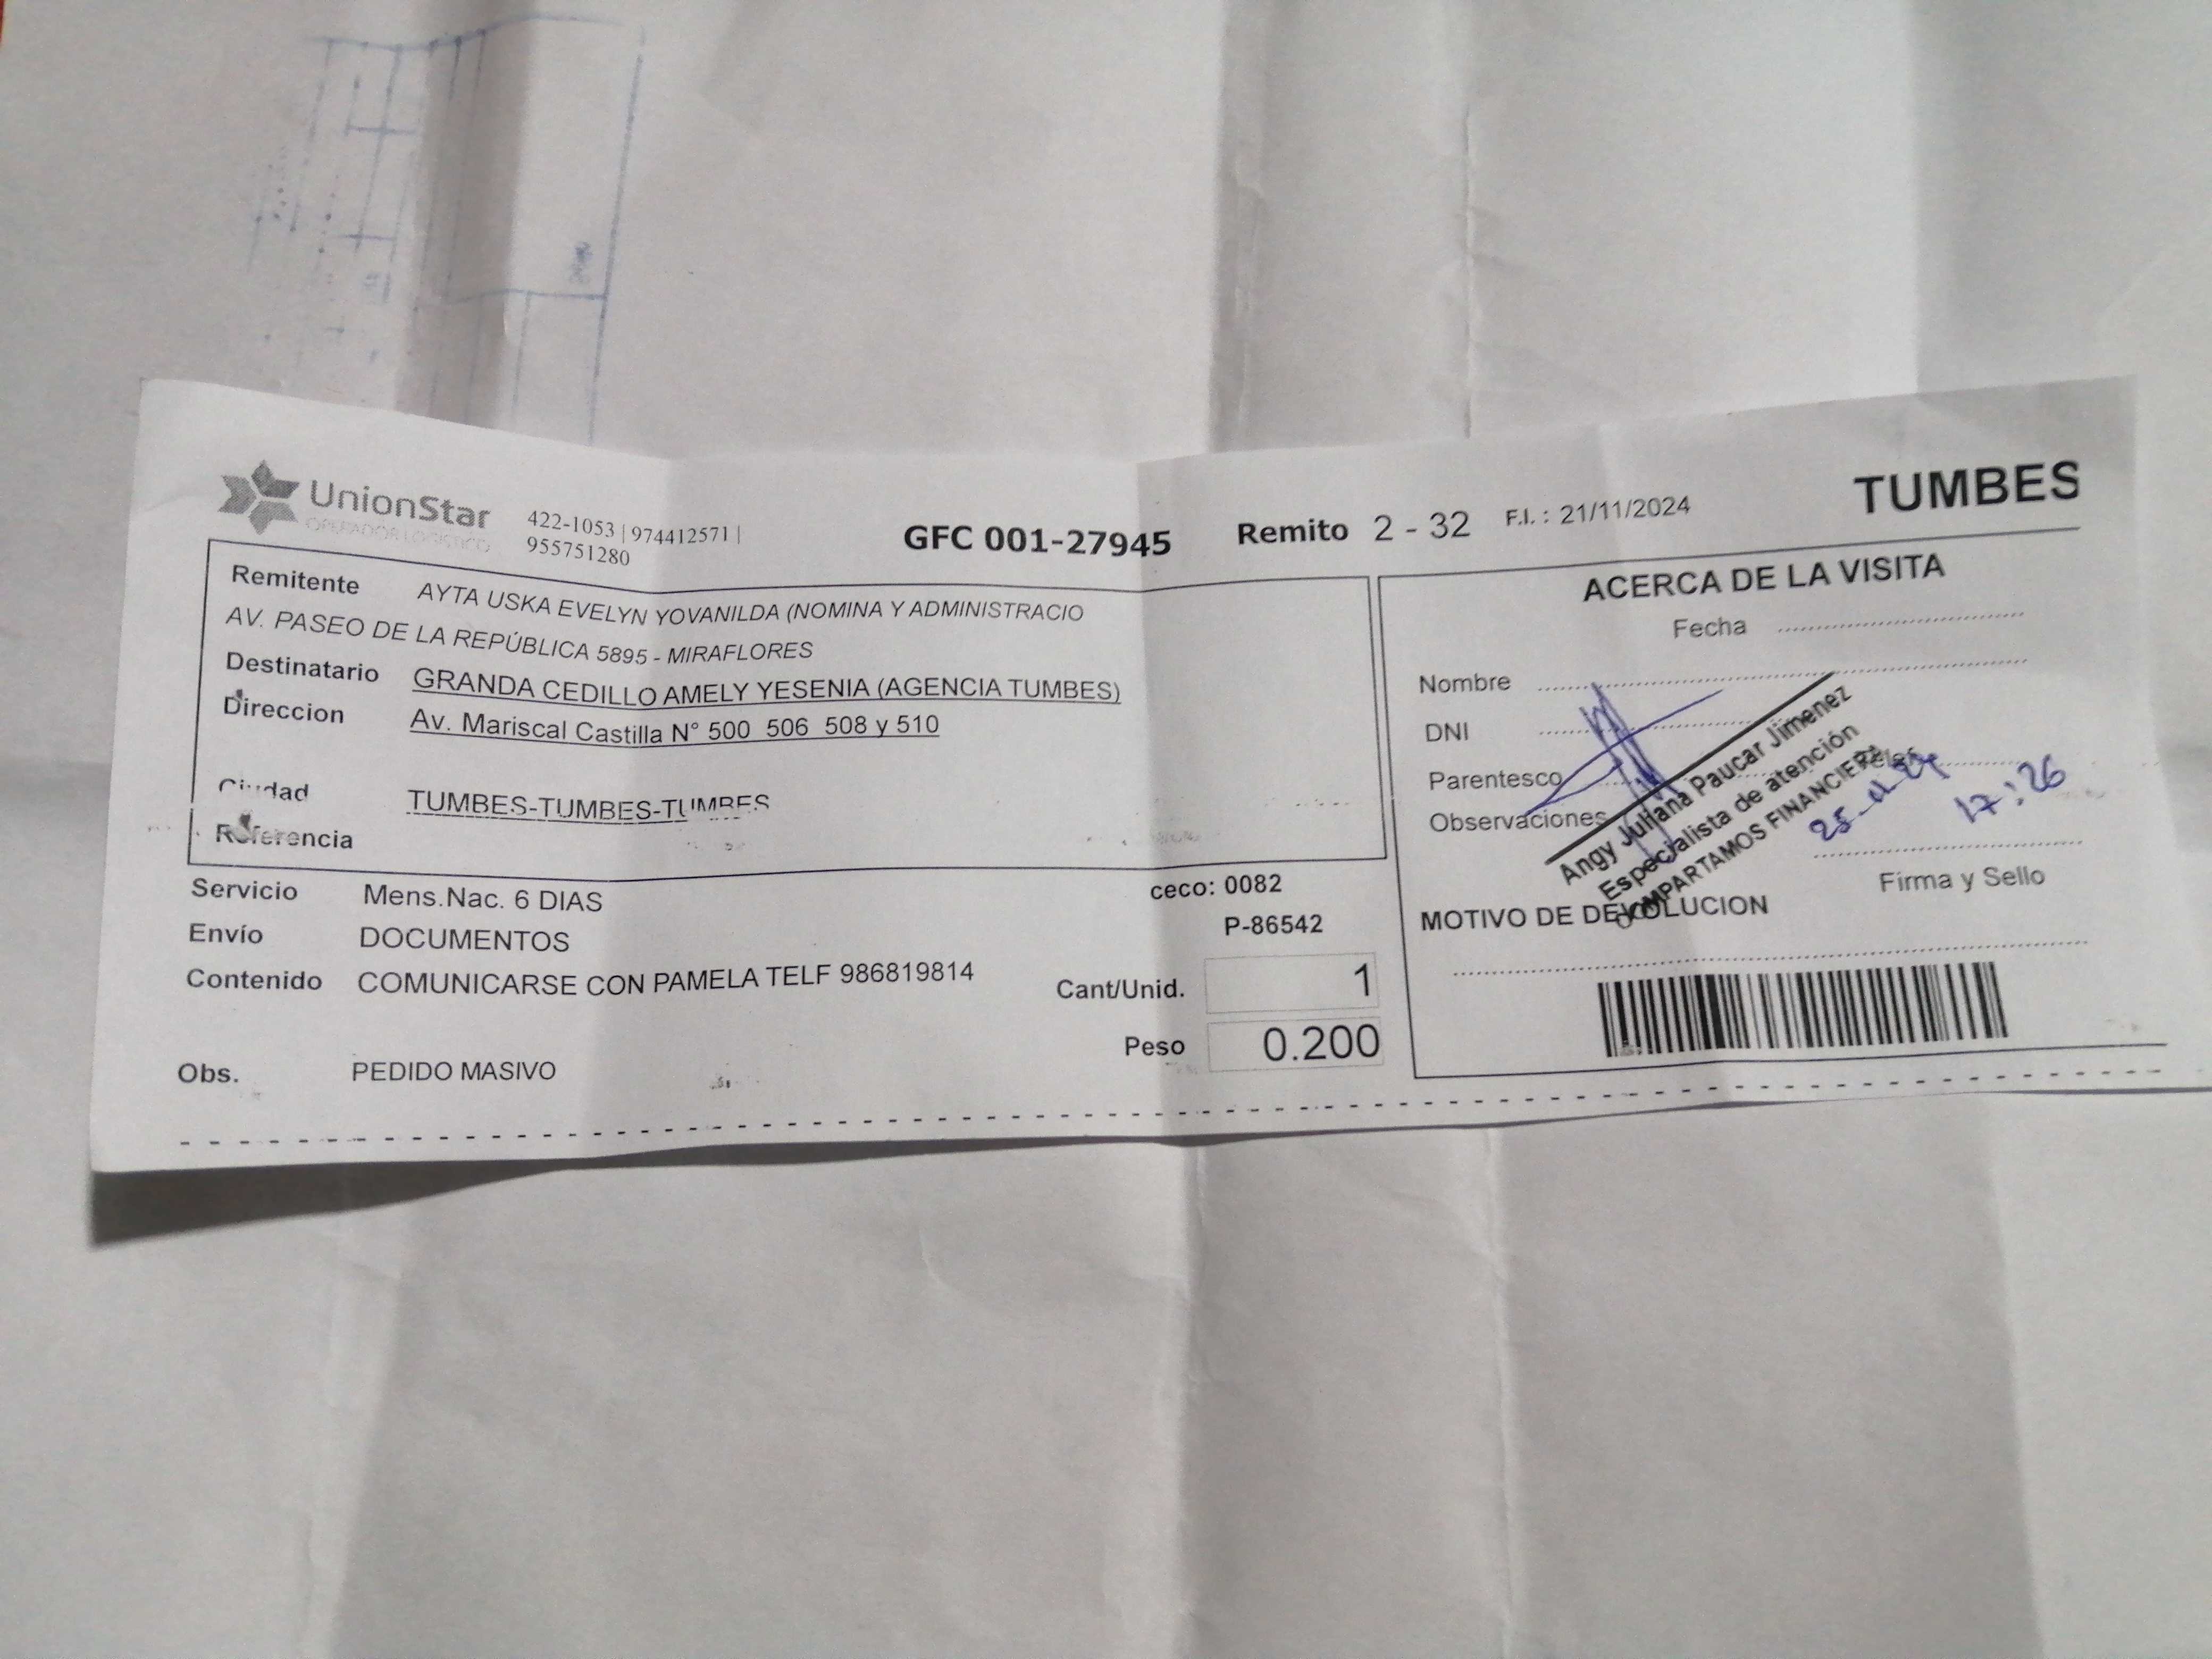 UnionStar
OPERADOR LOGISTICO
422-1053 | 974412571 |
955751280
GFC 001-27945
Remito 2 - 32
F.I. : 21/11/2024
TUMBES
Remitente AYTA USKA EVELYN YOVANILDA (NOMINA Y ADMINISTRACIO
AV. PASEO DE LA REPÚBLICA 5895 - MIRAFLORES
Destinatario GRANDA CEDILLO AMELY YESENIA (AGENCIA TUMBES)
Direccion Av. Mariscal Castilla N° 500 506 508 y 510
Ciudad TUMBES-TUMBES-TUMBES
Referencia
Servicio Mens.Nac. 6 DIAS
ceco: 0082
Envío DOCUMENTOS
P-86542
Contenido COMUNICARSE CON PAMELA TELF 986819814
Cant/Unid. 1
Peso 0.200
Obs. PEDIDO MASIVO
ACERCA DE LA VISITA
Fecha
Nombre
DNI
Parentesco
Observaciones
Angy Juliana Paucar Jimenez
Especialista de atención
COMPARTAMOS FINANCIERA
25-11-24
17:26
Firma y Sello
MOTIVO DE DEVOLUCION